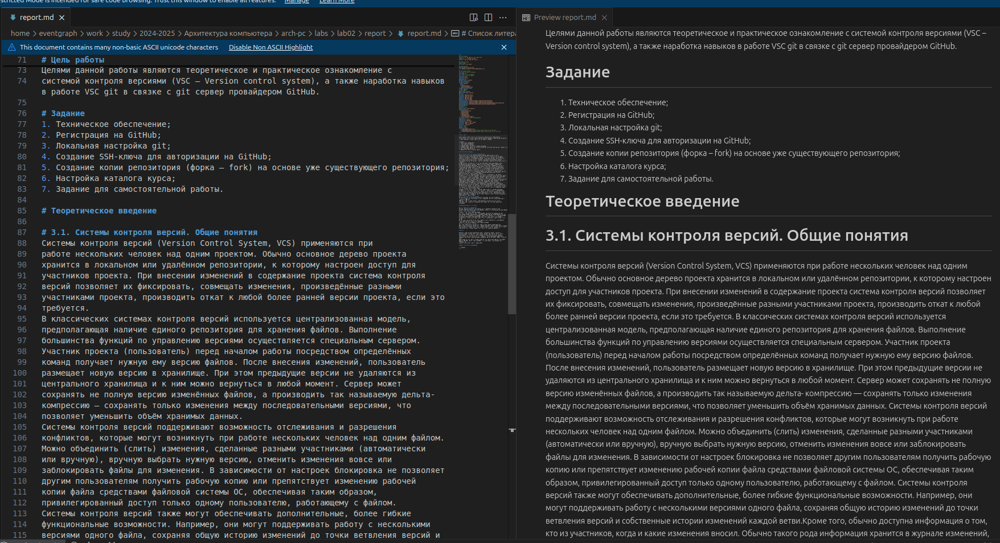 stricted Mode is intended for safe code browsing. Trust this window to enable all features. Manage Learn More
report.md
Preview report.md
home > eventgraph > work > study > 2024-2025 > Архитектура компьютера > arch-pc > labs > lab02 > report > report.md > # Список литера
This document contains many non-basic ASCII unicode characters Disable Non ASCII Highlight
71 # Цель работы
73 Целями данной работы являются теоретическое и практическое ознакомление с
74 системой контроля версиями (VSC – Version control system), а также наработка навыков
в работе VSC git в связке с git сервер провайдером GitHub.
75
76 # Задание
77 1. Техническое обеспечение;
78 2. Регистрация на GitHub;
79 3. Локальная настройка git;
80 4. Создание SSH-ключа для авторизации на GitHub;
81 5. Создание копии репозитория (форка – fork) на основе уже существующего репозитория;
82 6. Настройка каталога курса;
83 7. Задание для самостоятельной работы.
84
85 # Теоретическое введение
86
87 # 3.1. Системы контроля версий. Общие понятия
88 Системы контроля версий (Version Control System, VCS) применяются при
89 работе нескольких человек над одним проектом. Обычно основное дерево проекта
90 хранится в локальном или удалённом репозитории, к которому настроен доступ для
91 участников проекта. При внесении изменений в содержание проекта система контроля
92 версий позволяет их фиксировать, совмещать изменения, произведённые разными
93 участниками проекта, производить откат к любой более ранней версии проекта, если это
94 требуется.
95 В классических системах контроля версий используется централизованная модель,
96 предполагающая наличие единого репозитория для хранения файлов. Выполнение
97 большинства функций по управлению версиями осуществляется специальным сервером.
98 Участник проекта (пользователь) перед началом работы посредством определённых
99 команд получает нужную ему версию файлов. После внесения изменений, пользователь
100 размещает новую версию в хранилище. При этом предыдущие версии не удаляются из
101 центрального хранилища и к ним можно вернуться в любой момент. Сервер может
102 сохранять не полную версию изменённых файлов, а производить так называемую дельта-
103 компрессию — сохранять только изменения между последовательными версиями, что
104 позволяет уменьшить объём хранимых данных.
105 Системы контроля версий поддерживают возможность отслеживания и разрешения
106 конфликтов, которые могут возникнуть при работе нескольких человек над одним файлом.
107 Можно объединить (слить) изменения, сделанные разными участниками (автоматически
108 или вручную), вручную выбрать нужную версию, отменить изменения вовсе или
109 заблокировать файлы для изменения. В зависимости от настроек блокировка не позволяет
110 другим пользователям получить рабочую копию или препятствует изменению рабочей
111 копии файла средствами файловой системы ОС, обеспечивая таким образом,
112 привилегированный доступ только одному пользователю, работающему с файлом.
113 Системы контроля версий также могут обеспечивать дополнительные, более гибкие
114 функциональные возможности. Например, они могут поддерживать работу с несколькими
115 версиями одного файла, сохраняя общую историю изменений до точки ветвления версий и
Целями данной работы являются теоретическое и практическое ознакомление с системой контроля версиями (VSC –
Version control system), а также наработка навыков в работе VSC git в связке с git сервер провайдером GitHub.
Задание
1. Техническое обеспечение;
2. Регистрация на GitHub;
3. Локальная настройка git;
4. Создание SSH-ключа для авторизации на GitHub;
5. Создание копии репозитория (форка – fork) на основе уже существующего репозитория;
6. Настройка каталога курса;
7. Задание для самостоятельной работы.
Теоретическое введение
3.1. Системы контроля версий. Общие понятия
Системы контроля версий (Version Control System, VCS) применяются при работе нескольких человек над одним
проектом. Обычно основное дерево проекта хранится в локальном или удалённом репозитории, к которому настроен
доступ для участников проекта. При внесении изменений в содержание проекта система контроля версий позволяет
их фиксировать, совмещать изменения, произведённые разными участниками проекта, производить откат к любой
более ранней версии проекта, если это требуется. В классических системах контроля версий используется
централизованная модель, предполагающая наличие единого репозитория для хранения файлов. Выполнение
большинства функций по управлению версиями осуществляется специальным сервером. Участник проекта
(пользователь) перед началом работы посредством определённых команд получает нужную ему версию файлов.
После внесения изменений, пользователь размещает новую версию в хранилище. При этом предыдущие версии не
удаляются из центрального хранилища и к ним можно вернуться в любой момент. Сервер может сохранять не полную
версию изменённых файлов, а производить так называемую дельта- компрессию — сохранять только изменения
между последовательными версиями, что позволяет уменьшить объём хранимых данных. Системы контроля версий
поддерживают возможность отслеживания и разрешения конфликтов, которые могут возникнуть при работе
нескольких человек над одним файлом. Можно объединить (слить) изменения, сделанные разными участниками
(автоматически или вручную), вручную выбрать нужную версию, отменить изменения вовсе или заблокировать
файлы для изменения. В зависимости от настроек блокировка не позволяет другим пользователям получить рабочую
копию или препятствует изменению рабочей копии файла средствами файловой системы ОС, обеспечивая таким
образом, привилегированный доступ только одному пользователю, работающему с файлом. Системы контроля
версий также могут обеспечивать дополнительные, более гибкие функциональные возможности. Например, они
могут поддерживать работу с несколькими версиями одного файла, сохраняя общую историю изменений до точки
ветвления версий и собственные истории изменений каждой ветви.Кроме того, обычно доступна информация о том,
кто из участников, когда и какие изменения вносил. Обычно такого рода информация хранится в журнале изменений,